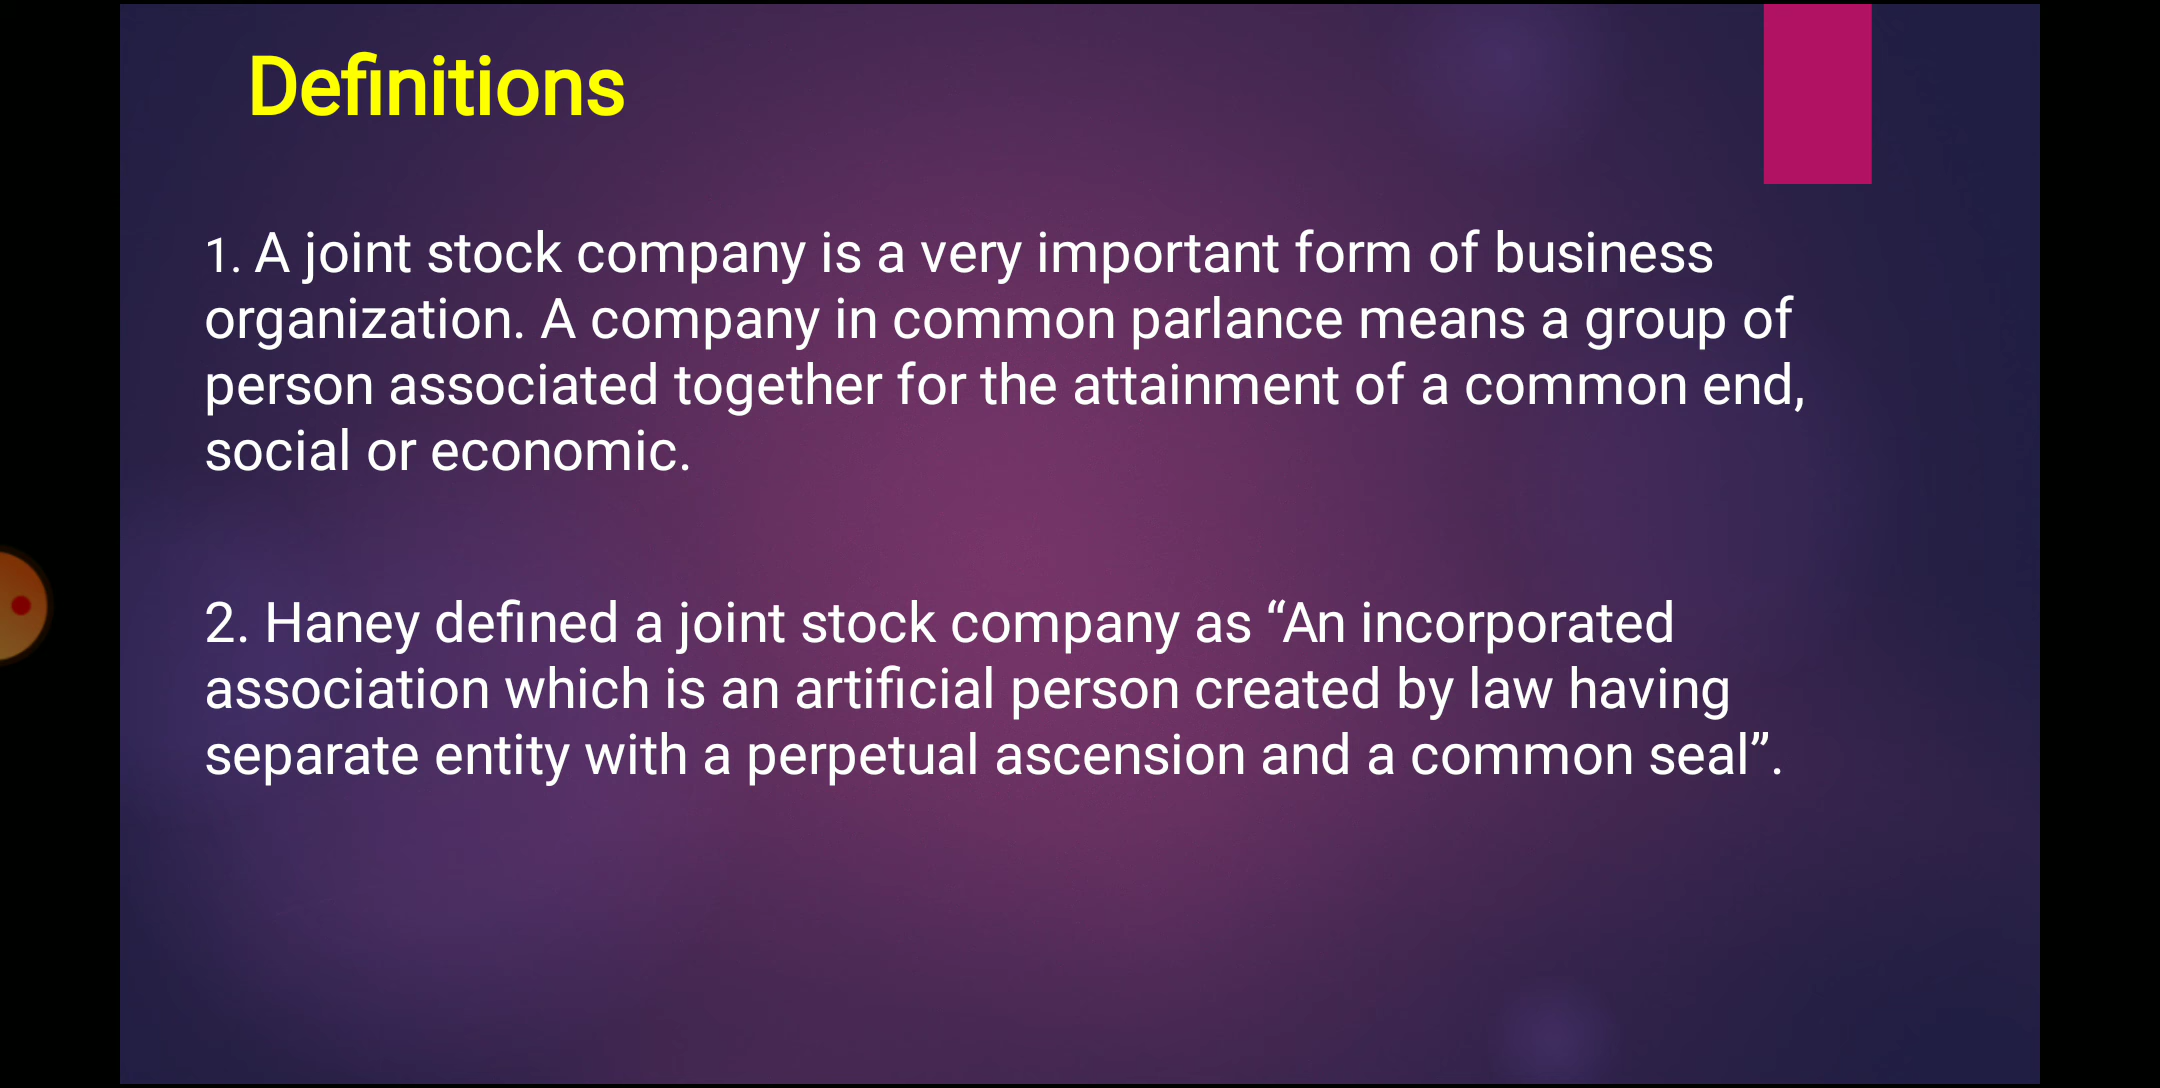 Definitions
1. A joint stock company is a very important form of business
organization. A company in common parlance means a group of
person associated together for the attainment of a common end,
social or economic.
2. Haney defined a joint stock company as “An incorporated
association which is an artificial person created by law having
separate entity with a perpetual ascension and a common seal”.